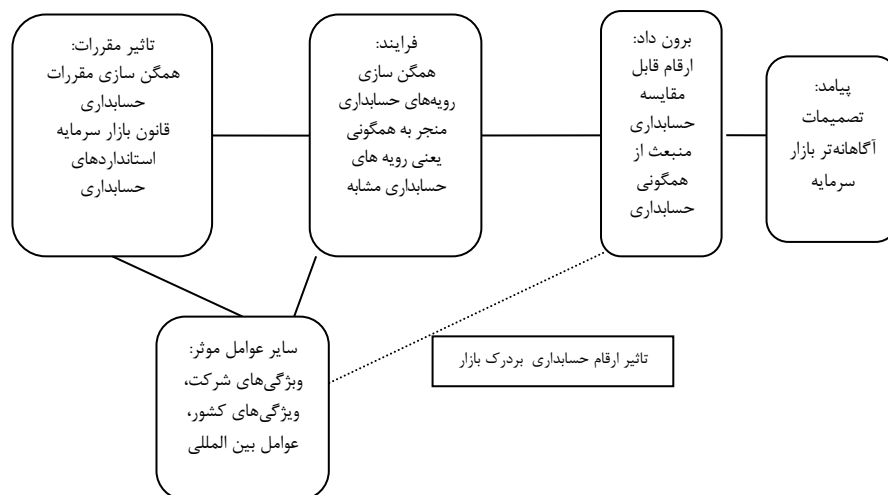 تاثیر مقررات:
همگن سازی مقررات
حسابداری
قانون بازار سرمایه
استانداردهای
حسابداری
فرایند:
همگن سازی
رویه‌های حسابداری
منجر به همگونی
یعنی رویه های
حسابداری مشابه
برون داد:
ارقام قابل
مقایسه
حسابداری
منبعث از
همگونی
حسابداری
پیامد:
تصمیمات
آگاهانه‌تر بازار
سرمایه
سایر عوامل موثر:
ویژگی‌های شرکت،
ویژگی‌های کشور،
عوامل بین المللی
تاثیر ارقام حسابداری بردرک بازار